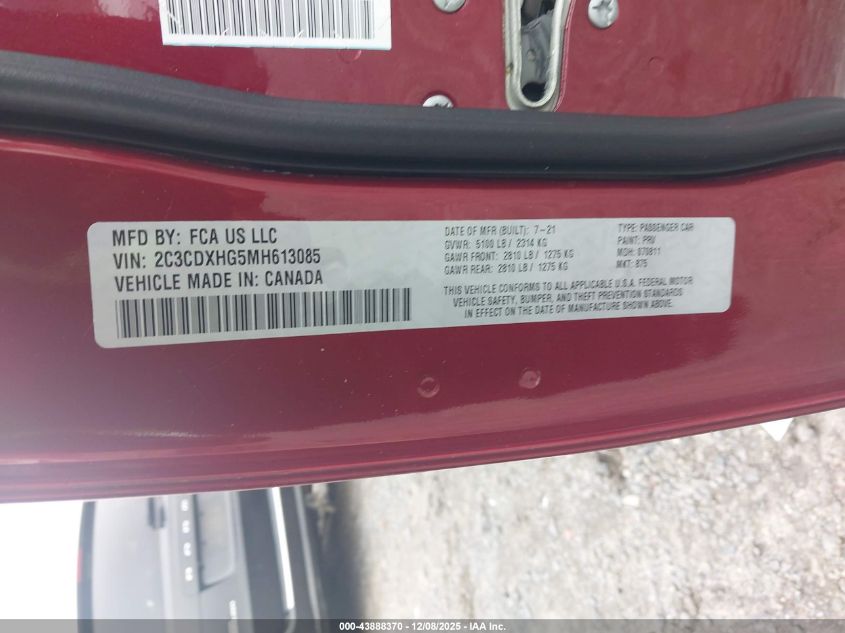 MFD BY: FCA US LLC
VIN: 2C3CDXHG5MH613085
VEHICLE MADE IN: CANADA
DATE OF MFR (BUILT): 7-21
GVWR: 5100 LB / 2314 KG
GAWR FRONT: 2810 LB / 1275 KG
GAWR REAR: 2810 LB / 1275 KG
TYPE: PASSENGER CAR
PAINT: PRV
MDH: 070811
MKT: 875
THIS VEHICLE CONFORMS TO ALL APPLICABLE U.S.A. FEDERAL MOTOR
VEHICLE SAFETY, BUMPER, AND THEFT PREVENTION STANDARDS
IN EFFECT ON THE DATE OF MANUFACTURE SHOWN ABOVE.
000-43888370 - 12/08/2025 - IAA Inc.